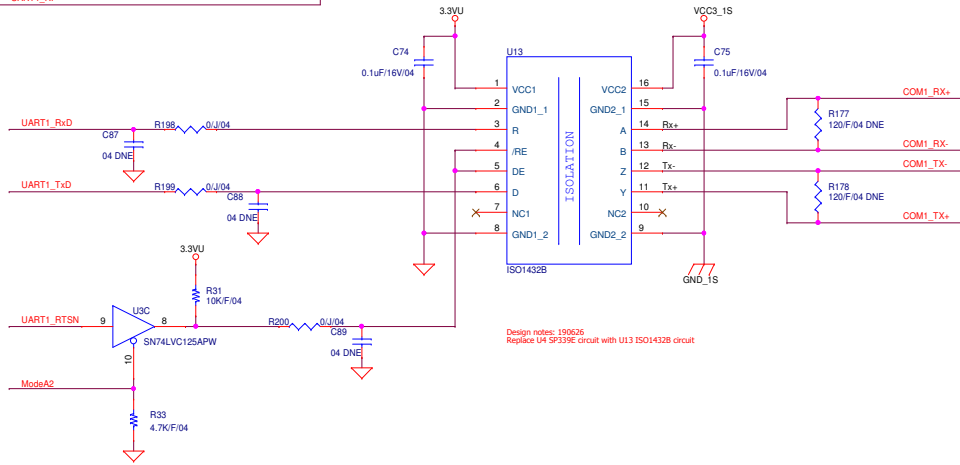 3.3VU
VCC3_1S
C74
0.1uF/16V/04
U13
C75
0.1uF/16V/04
1 VCC1 VCC2 16
2 GND1_1 GND2_1 15
3 R A 14 Rx+
4 /RE B 13 Rx-
5 DE Z 12 Tx-
6 D Y 11 Tx+
7 NC1 NC2 10
8 GND1_2 GND2_2 9
ISOLATION
ISO1432B
GND_1S
COM1_RX+
R177
120/F/04 DNE
COM1_RX-
COM1_TX-
R178
120/F/04 DNE
COM1_TX+
UART1_RxD
R198 0/J/04
C87
04 DNE
UART1_TxD
R199 0/J/04
C88
04 DNE
3.3VU
R31
10K/F/04
UART1_RTSN
9 U3C 8
SN74LVC125APW
10
R200 0/J/04
C89
04 DNE
ModeA2
R33
4.7K/F/04
Design notes: 190626
Replace U4 SP339E circuit with U13 ISO1432B circuit